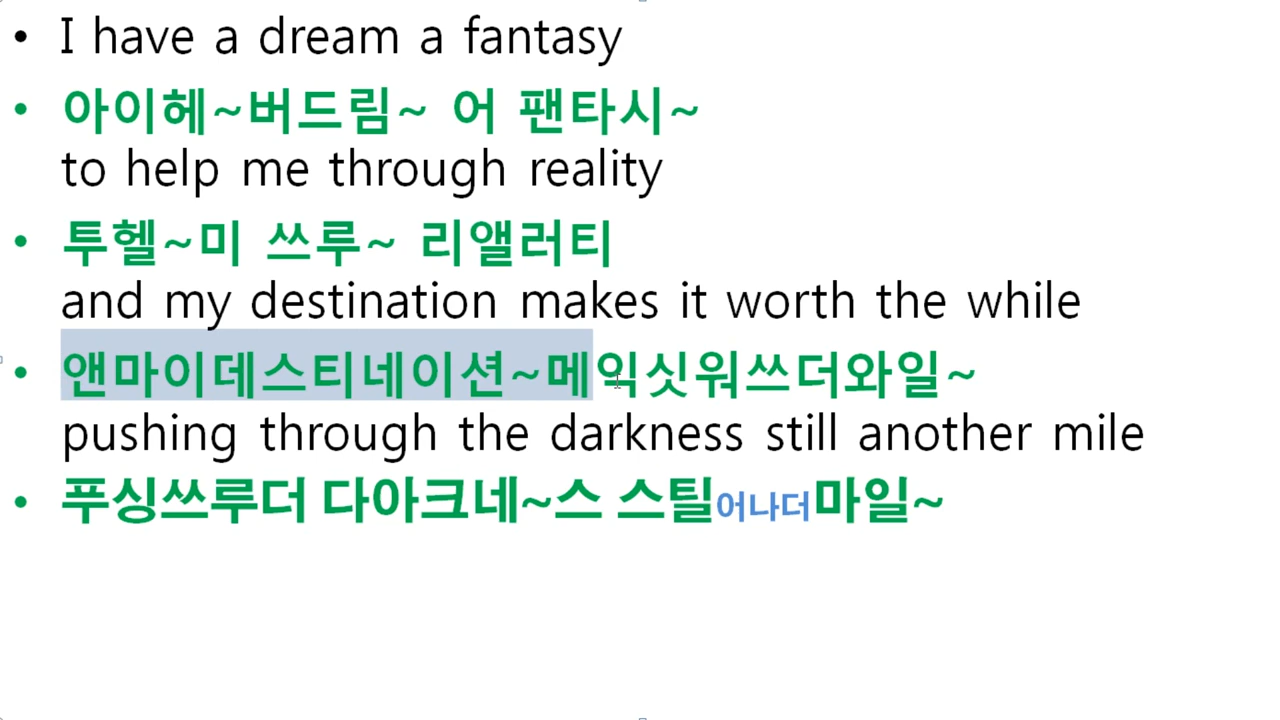 • I have a dream a fantasy
• 아이헤~버드림~ 어 팬타시~
to help me through reality
• 투헬~미 쓰루~ 리앨러티
and my destination makes it worth the while
• 앤마이데스티네이션~메익싯워쓰더와일~
pushing through the darkness still another mile
• 푸싱쓰루더 다아크네~스 스틸어나더마일~